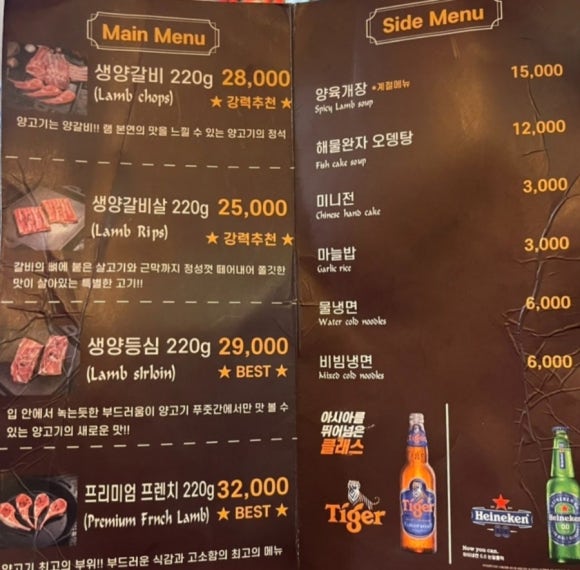 Main Menu
생양갈비 220g 28,000
(Lamb chops) ★ 강력추천 ★
양고기는 양갈비!! 램 본연의 맛을 느낄 수 있는 양고기의 정석
생양갈비살 220g 25,000
(Lamb Rips) ★ 강력추천 ★
갈비의 뼈에 붙은 살고기와 근막까지 정성껏 떼어내어 쫄깃한
맛이 살아있는 특별한 고기!!
생양등심 220g 29,000
(Lamb sIrloin) ★ BEST ★
입 안에서 녹는듯한 부드러움이 양고기 푸줏간에서만 맛 볼 수
있는 양고기의 새로운 맛!!
프리미엄 프렌치 220g 32,000
(Premium Frnch Lamb) ★ BEST ★
양고기 최고의 부위!! 부드러운 식감과 고소함의 최고의 메뉴
Side Menu
양육개장 *계절메뉴 15,000
Spicy Lamb soup
해물완자 오뎅탕 12,000
Fish cake soup
미니전 3,000
Chinese hand cake
마늘밥 3,000
Garlic rice
물냉면 6,000
Water cold noodles
비빔냉면 6,000
Mixed cold noodles
아시아를
뛰어넘은
클래스
Tiger
Tiger
Heineken
Heineken
0.0
Now you can.